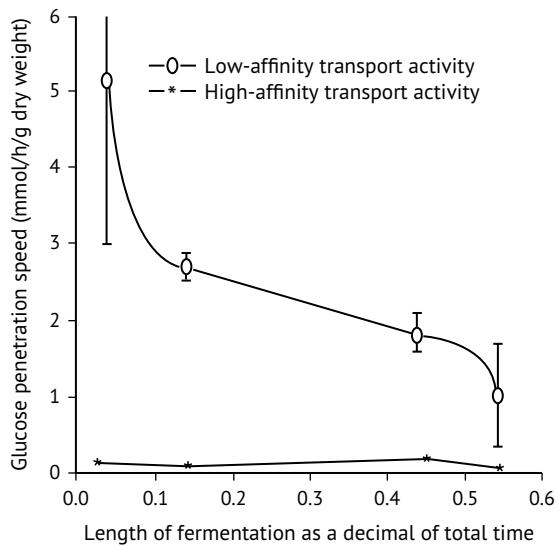 Glucose penetration speed (mmol/h/g dry weight)
6
5
4
3
2
1
0
Low-affinity transport activity
High-affinity transport activity
0.0 0.1 0.2 0.3 0.4 0.5 0.6
Length of fermentation as a decimal of total time